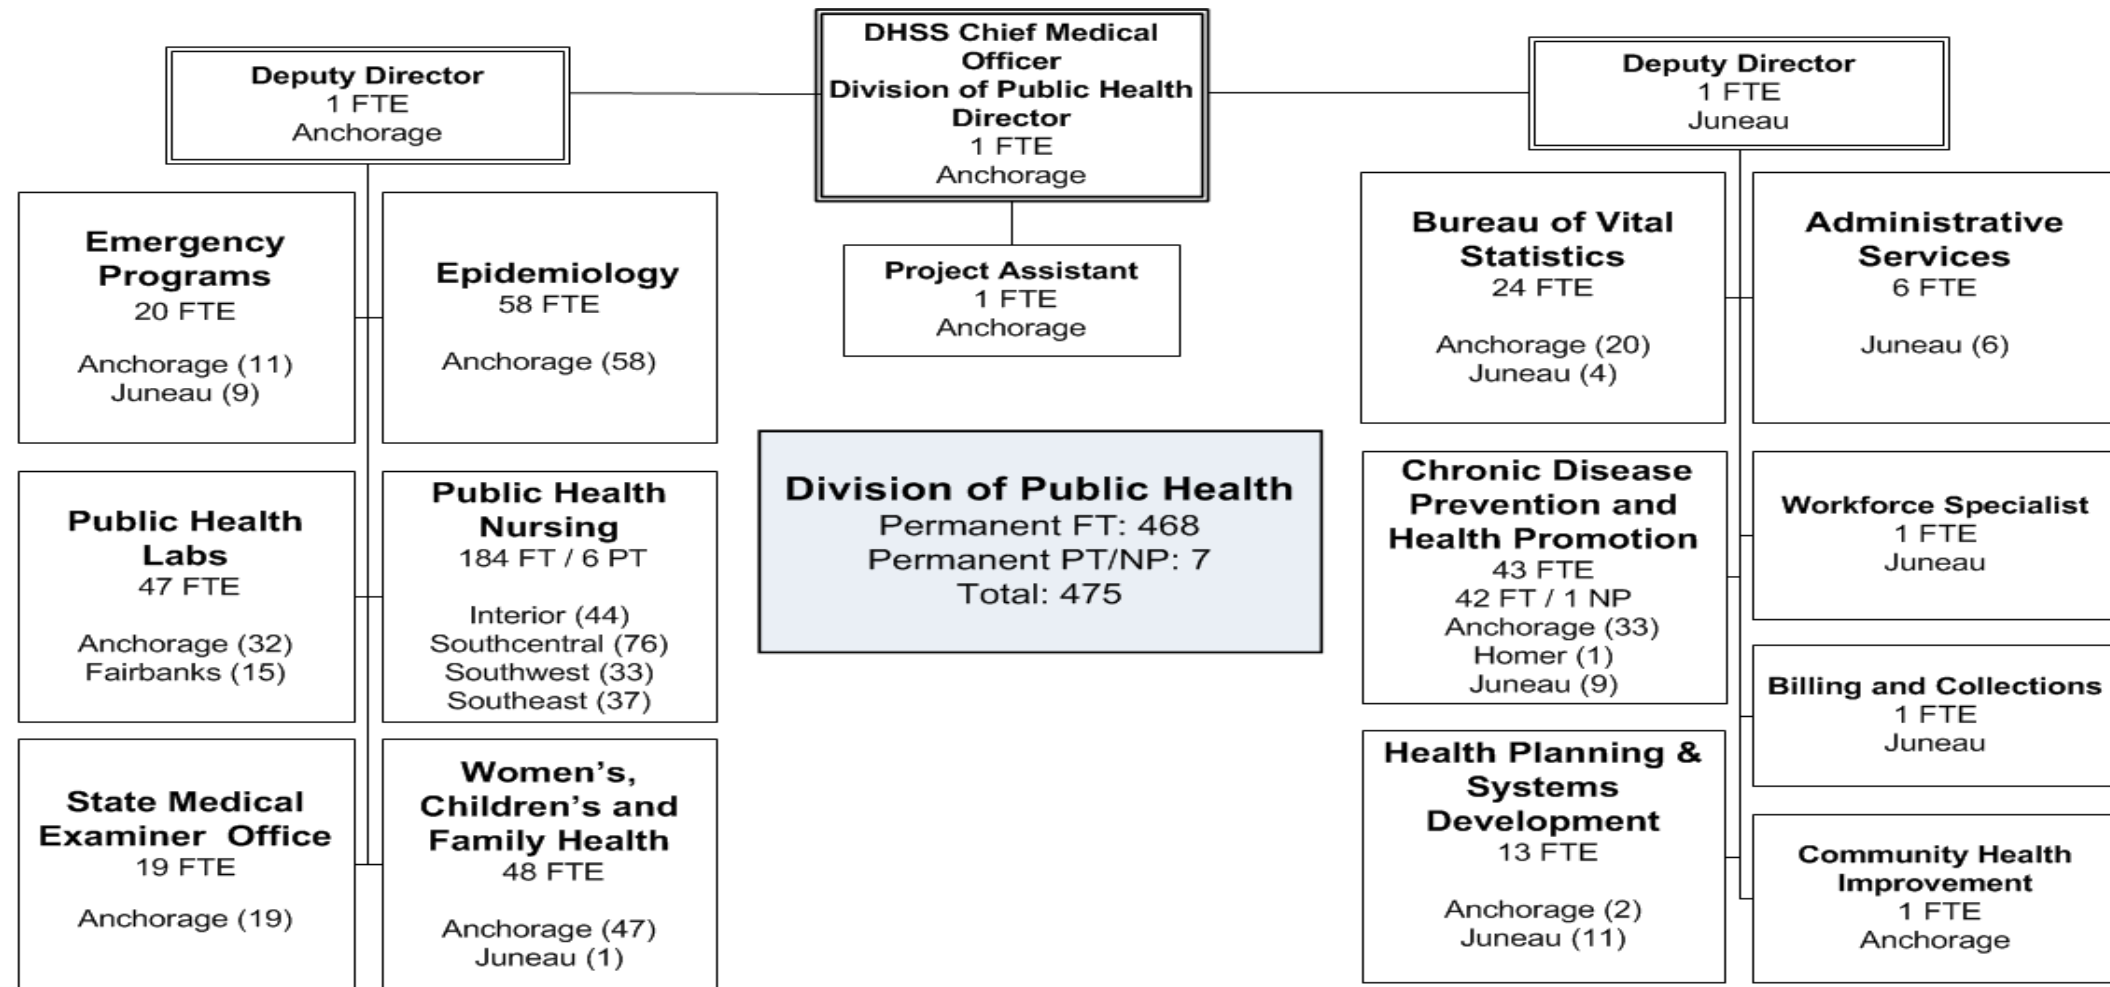 DHSS Chief Medical
Officer
Division of Public Health
Director
1 FTE
Anchorage
Project Assistant
1 FTE
Anchorage
Deputy Director
1 FTE
Anchorage
Emergency
Programs
20 FTE
Anchorage (11)
Juneau (9)
Epidemiology
58 FTE
Anchorage (58)
Public Health
Labs
47 FTE
Anchorage (32)
Fairbanks (15)
Public Health
Nursing
184 FT / 6 PT
Interior (44)
Southcentral (76)
Southwest (33)
Southeast (37)
State Medical
Examiner Office
19 FTE
Anchorage (19)
Women’s,
Children’s and
Family Health
48 FTE
Anchorage (47)
Juneau (1)
Division of Public Health
Permanent FT: 468
Permanent PT/NP: 7
Total: 475
Deputy Director
1 FTE
Juneau
Bureau of Vital
Statistics
24 FTE
Anchorage (20)
Juneau (4)
Administrative
Services
6 FTE
Juneau (6)
Chronic Disease
Prevention and
Health Promotion
43 FTE
42 FT / 1 NP
Anchorage (33)
Homer (1)
Juneau (9)
Workforce Specialist
1 FTE
Juneau
Billing and Collections
1 FTE
Juneau
Health Planning &
Systems
Development
13 FTE
Anchorage (2)
Juneau (11)
Community Health
Improvement
1 FTE
Anchorage